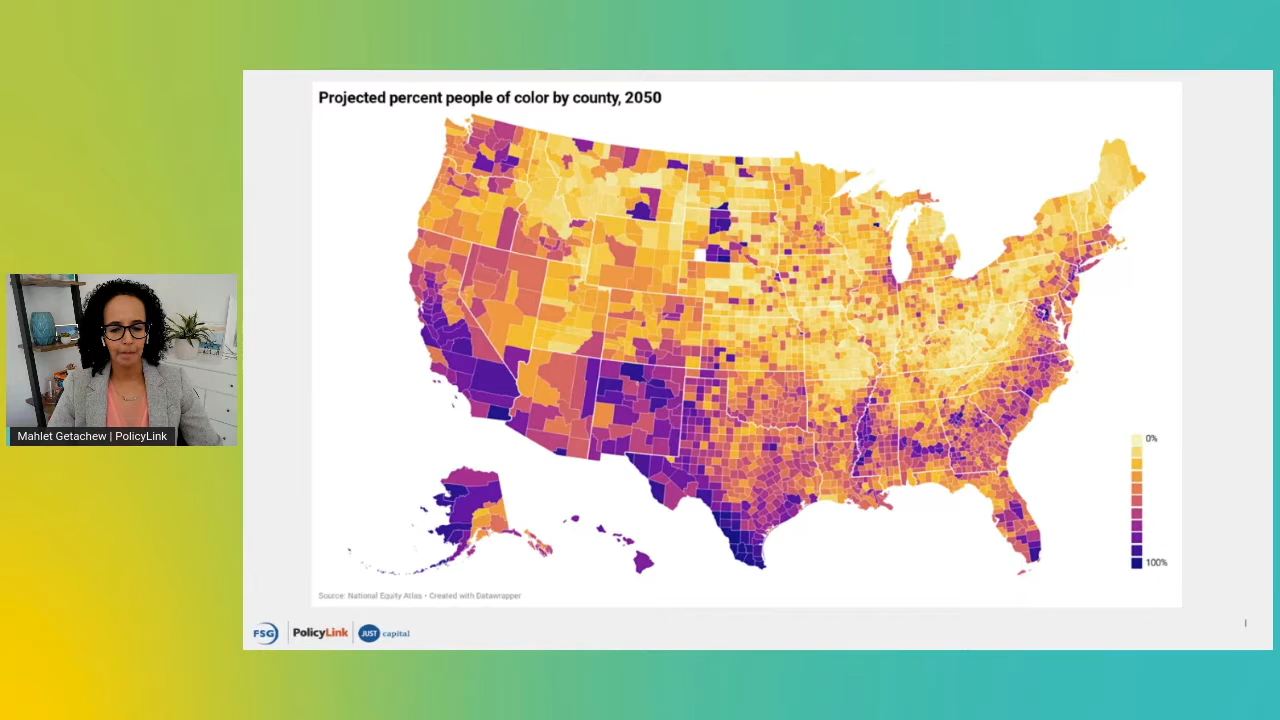 Projected percent people of color by county, 2050
0%
100%
Source: National Equity Atlas • Created with Datawrapper
Mahlet Getachew | PolicyLink
FSG PolicyLink JUST capital